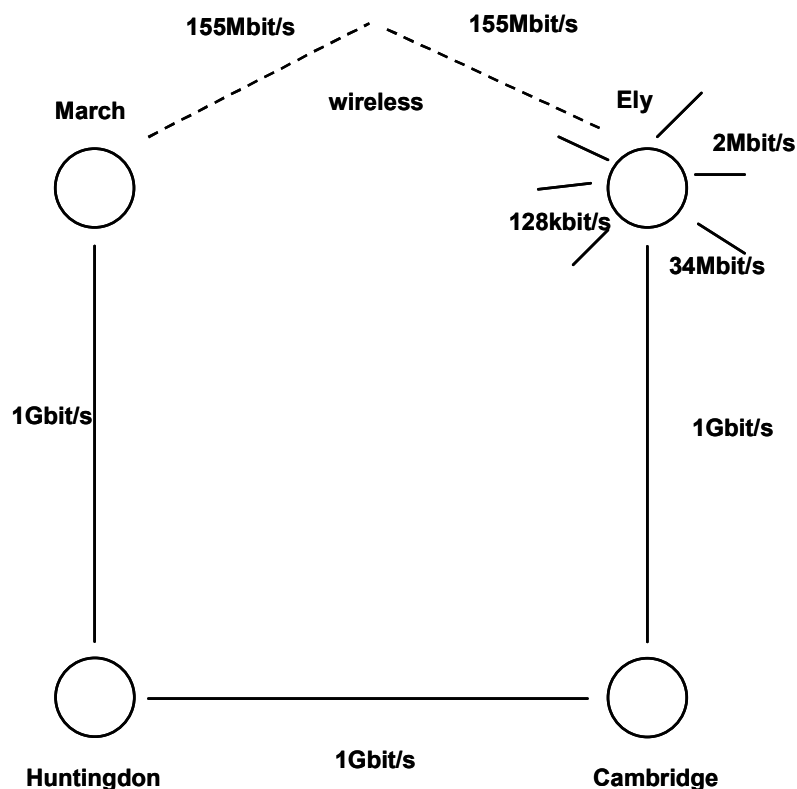 155Mbit/s
155Mbit/s
wireless
March
Ely
2Mbit/s
128kbit/s
34Mbit/s
1Gbit/s
1Gbit/s
1Gbit/s
Huntingdon
Cambridge